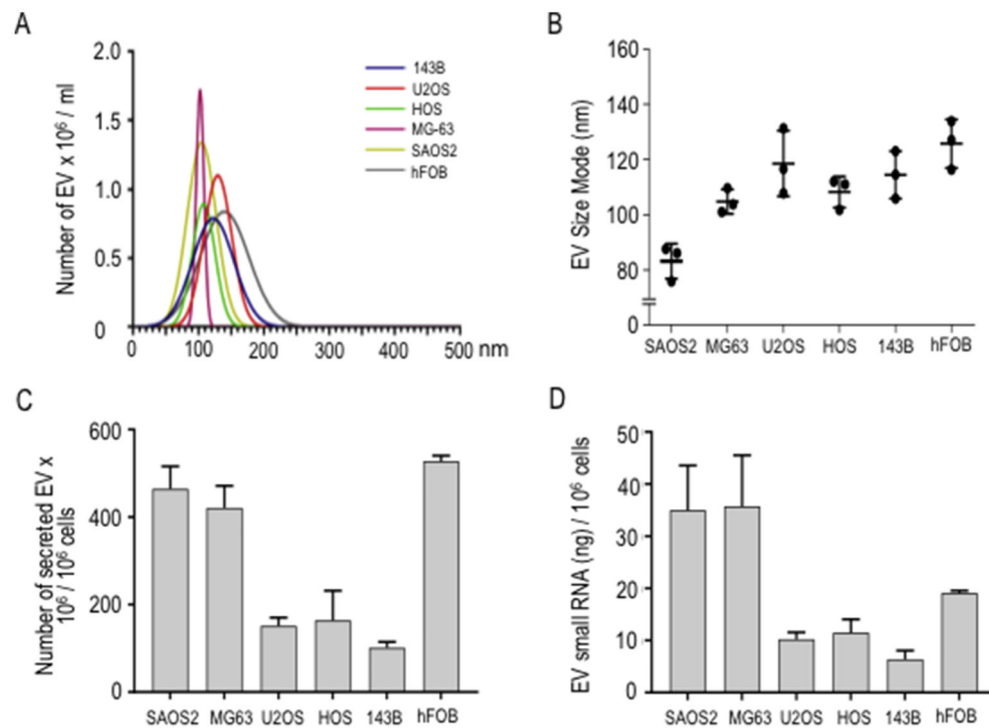 A
Number of EV x 10⁶ / ml
2.0
1.5
1.0
0.5
0
0 100 200 300 400 500 nm
143B
U2OS
HOS
MG-63
SAOS2
hFOB
B
EV Size Mode (nm)
160
140
120
100
80
0
SAOS2 MG63 U2OS HOS 143B hFOB
C
Number of secreted EV x
10⁶ / 10⁶ cells
600
400
200
0
SAOS2 MG63 U2OS HOS 143B hFOB
D
EV small RNA (ng) / 10⁶ cells
50
40
30
20
10
0
SAOS2 MG63 U2OS HOS 143B hFOB